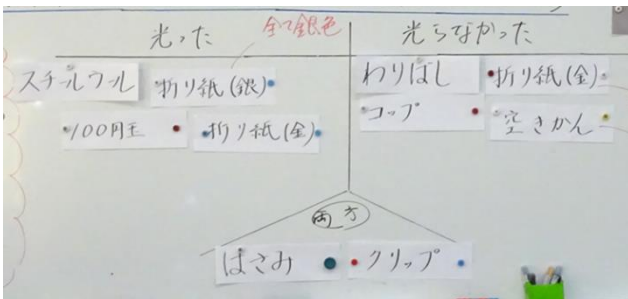 光った
全て銀色
光らなかった
スチールウール
折り紙(銀)
わりばし
折り紙(金)
100円玉
折り紙(金)
コップ
空きかん
両方
はさみ
クリップ